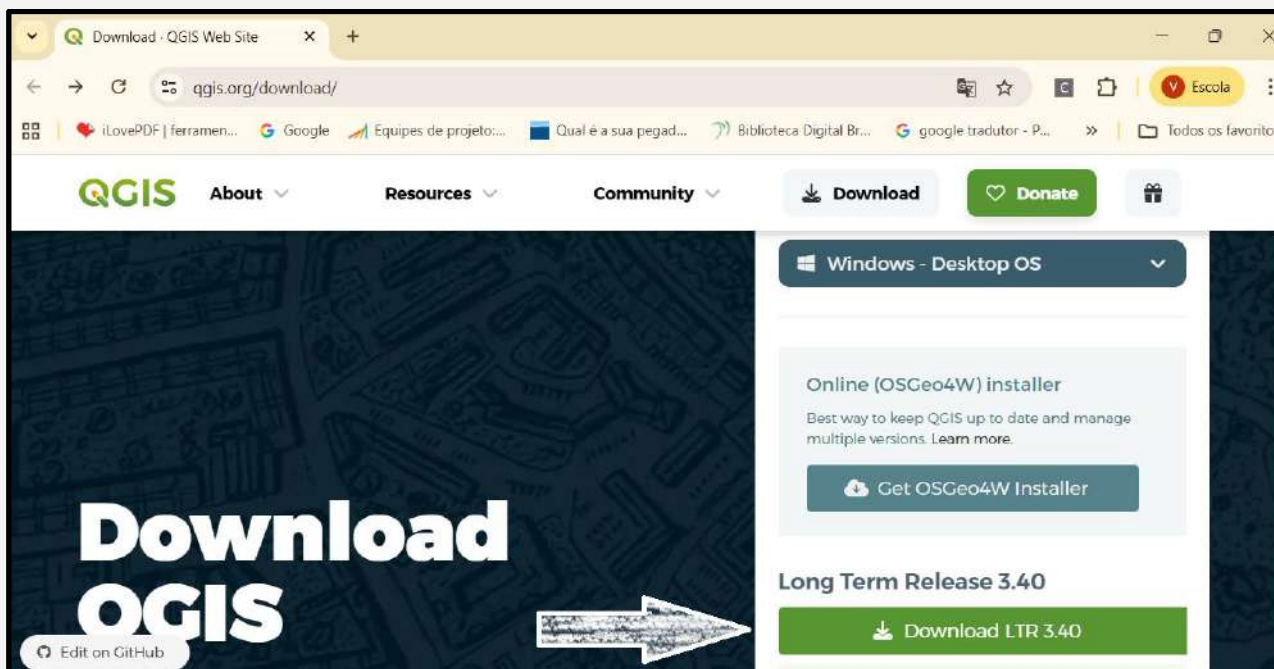 Download · QGIS Web Site
qgis.org/download/
C
V Escola
iLovePDF | ferramen...
Google
Equipes de projeto:...
Qual é a sua pegad...
Biblioteca Digital Br...
google tradutor - P...
»
Todos os favorito
QGIS
About
Resources
Community
Download
Donate
Windows - Desktop OS
Online (OSGeo4W) installer
Best way to keep QGIS up to date and manage
multiple versions. Learn more.
Get OSGeo4W Installer
Download
QGIS
Long Term Release 3.40
Download LTR 3.40
Edit on GitHub